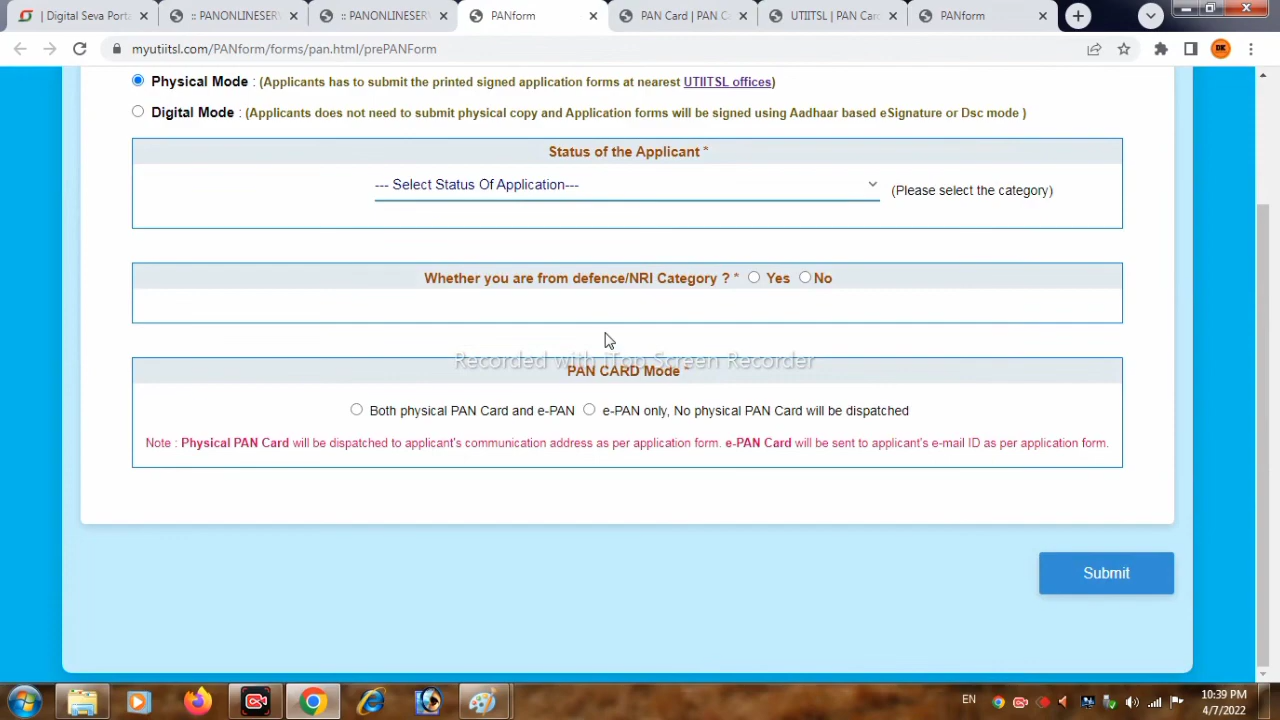 | Digital Seva Porta
:: PANONLINESERV
:: PANONLINESERV
PANform
PAN Card | PAN C
UTIITSL | PAN Car
PANform
myutiitsl.com/PANform/forms/pan.html/prePANForm
DK
Physical Mode : (Applicants has to submit the printed signed application forms at nearest UTIITSL offices)
Digital Mode : (Applicants does not need to submit physical copy and Application forms will be signed using Aadhaar based eSignature or Dsc mode )
Status of the Applicant *
--- Select Status Of Application---
(Please select the category)
Whether you are from defence/NRI Category ? * Yes No
Recorded with iTop Screen Recorder
PAN CARD Mode *
Both physical PAN Card and e-PAN e-PAN only, No physical PAN Card will be dispatched
Note : Physical PAN Card will be dispatched to applicant's communication address as per application form. e-PAN Card will be sent to applicant's e-mail ID as per application form.
Submit
EN
10:39 PM
4/7/2022